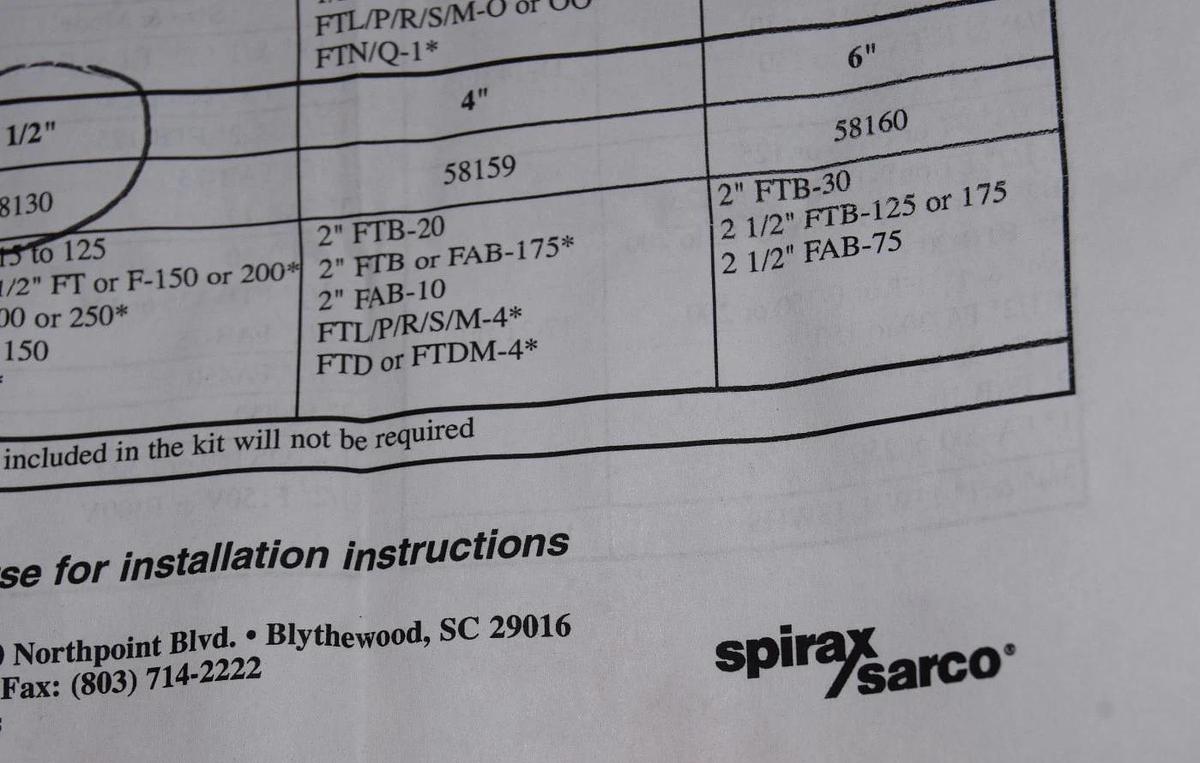 FTL/P/R/S/M-O or OO
FTN/Q-1*
1/2"
4"
6"
8130
58159
58160
15 to 125
1/2" FT or F-150 or 200*
00 or 250*
150
*
2" FTB-20
2" FTB or FAB-175*
2" FAB-10
FTL/P/R/S/M-4*
FTD or FTDM-4*
2" FTB-30
2 1/2" FTB-125 or 175
2 1/2" FAB-75
included in the kit will not be required
se for installation instructions
Northpoint Blvd. • Blythewood, SC 29016
Fax: (803) 714-2222
spirax
sarco®